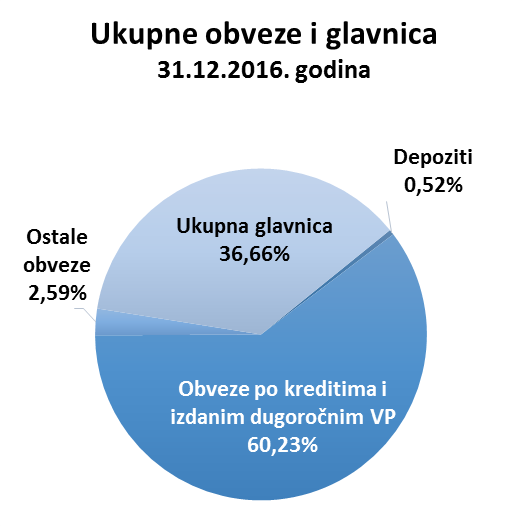 Ukupne obveze i glavnica
31.12.2016. godina
Depoziti
0,52%
Ukupna glavnica
36,66%
Ostale
obveze
2,59%
Obveze po kreditima i
izdanim dugoročnim VP
60,23%